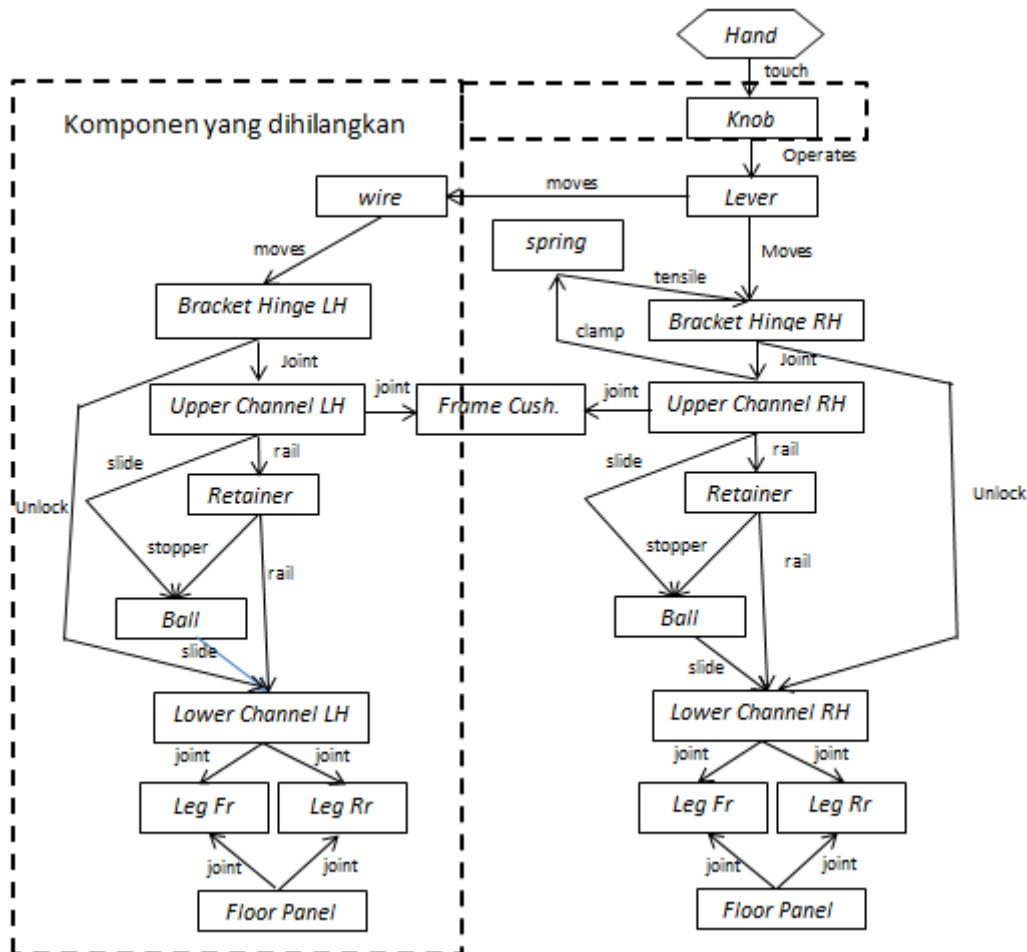 Hand
touch
Komponen yang dihilangkan
Knob
Operates
wire
moves
Lever
spring
moves
Moves
tensile
Bracket Hinge LH
Bracket Hinge RH
clamp
Joint
Joint
joint
joint
Upper Channel LH
Frame Cush.
Upper Channel RH
slide
rail
slide
rail
Retainer
Retainer
Unlock
Unlock
stopper
stopper
rail
rail
Ball
Ball
slide
slide
Lower Channel LH
Lower Channel RH
joint
joint
joint
joint
Leg Fr
Leg Rr
Leg Fr
Leg Rr
joint
joint
joint
joint
Floor Panel
Floor Panel